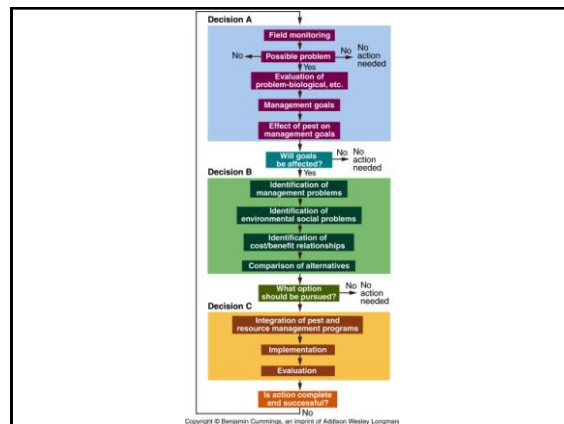 Decision A
Field monitoring
No
Possible problem
No
No
action
needed
Yes
Evaluation of
problem-biological, etc.
Management goals
Effect of pest on
management goals
Will goals
be affected?
No
No
action
needed
Yes
Decision B
Identification of
management problems
Identification of
environmental social problems
Identification of
cost/benefit relationships
Comparison of alternatives
What option
should be pursued?
No
No
action
needed
Decision C
Integration of pest and
resource management programs
Implementation
Evaluation
Is action complete
and successful?
No
Copyright © Benjamin Cummings, an imprint of Addison Wesley Longman